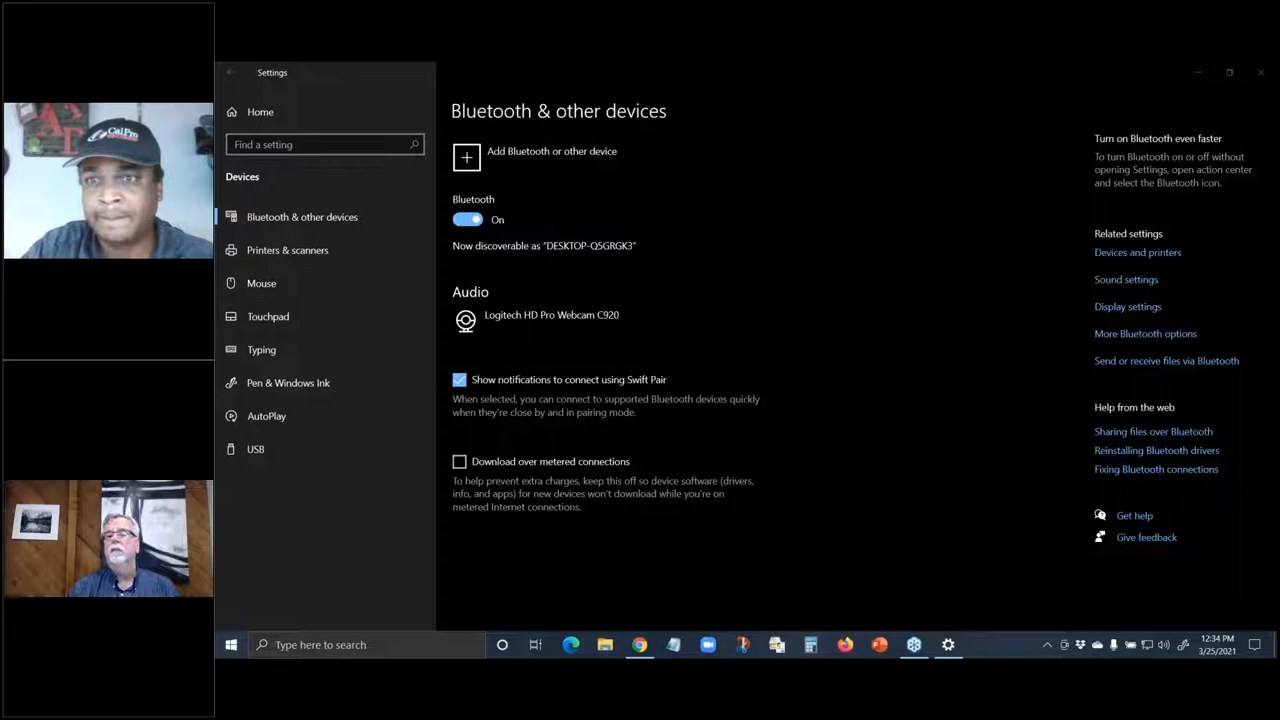 CalPro
Settings
Home
Find a setting
Devices
Bluetooth & other devices
Printers & scanners
Mouse
Touchpad
Typing
Pen & Windows Ink
AutoPlay
USB
Bluetooth & other devices
Add Bluetooth or other device
Bluetooth
On
Now discoverable as "DESKTOP-Q5GRGK3"
Audio
Logitech HD Pro Webcam C920
Show notifications to connect using Swift Pair
When selected, you can connect to supported Bluetooth devices quickly
when they're close by and in pairing mode.
Download over metered connections
To help prevent extra charges, keep this off so device software (drivers,
info, and apps) for new devices won't download while you're on
metered Internet connections.
Turn on Bluetooth even faster
To turn Bluetooth on or off without
opening Settings, open action center
and select the Bluetooth icon.
Related settings
Devices and printers
Sound settings
Display settings
More Bluetooth options
Send or receive files via Bluetooth
Help from the web
Sharing files over Bluetooth
Reinstalling Bluetooth drivers
Fixing Bluetooth connections
Get help
Give feedback
Type here to search
12:34 PM
3/25/2021